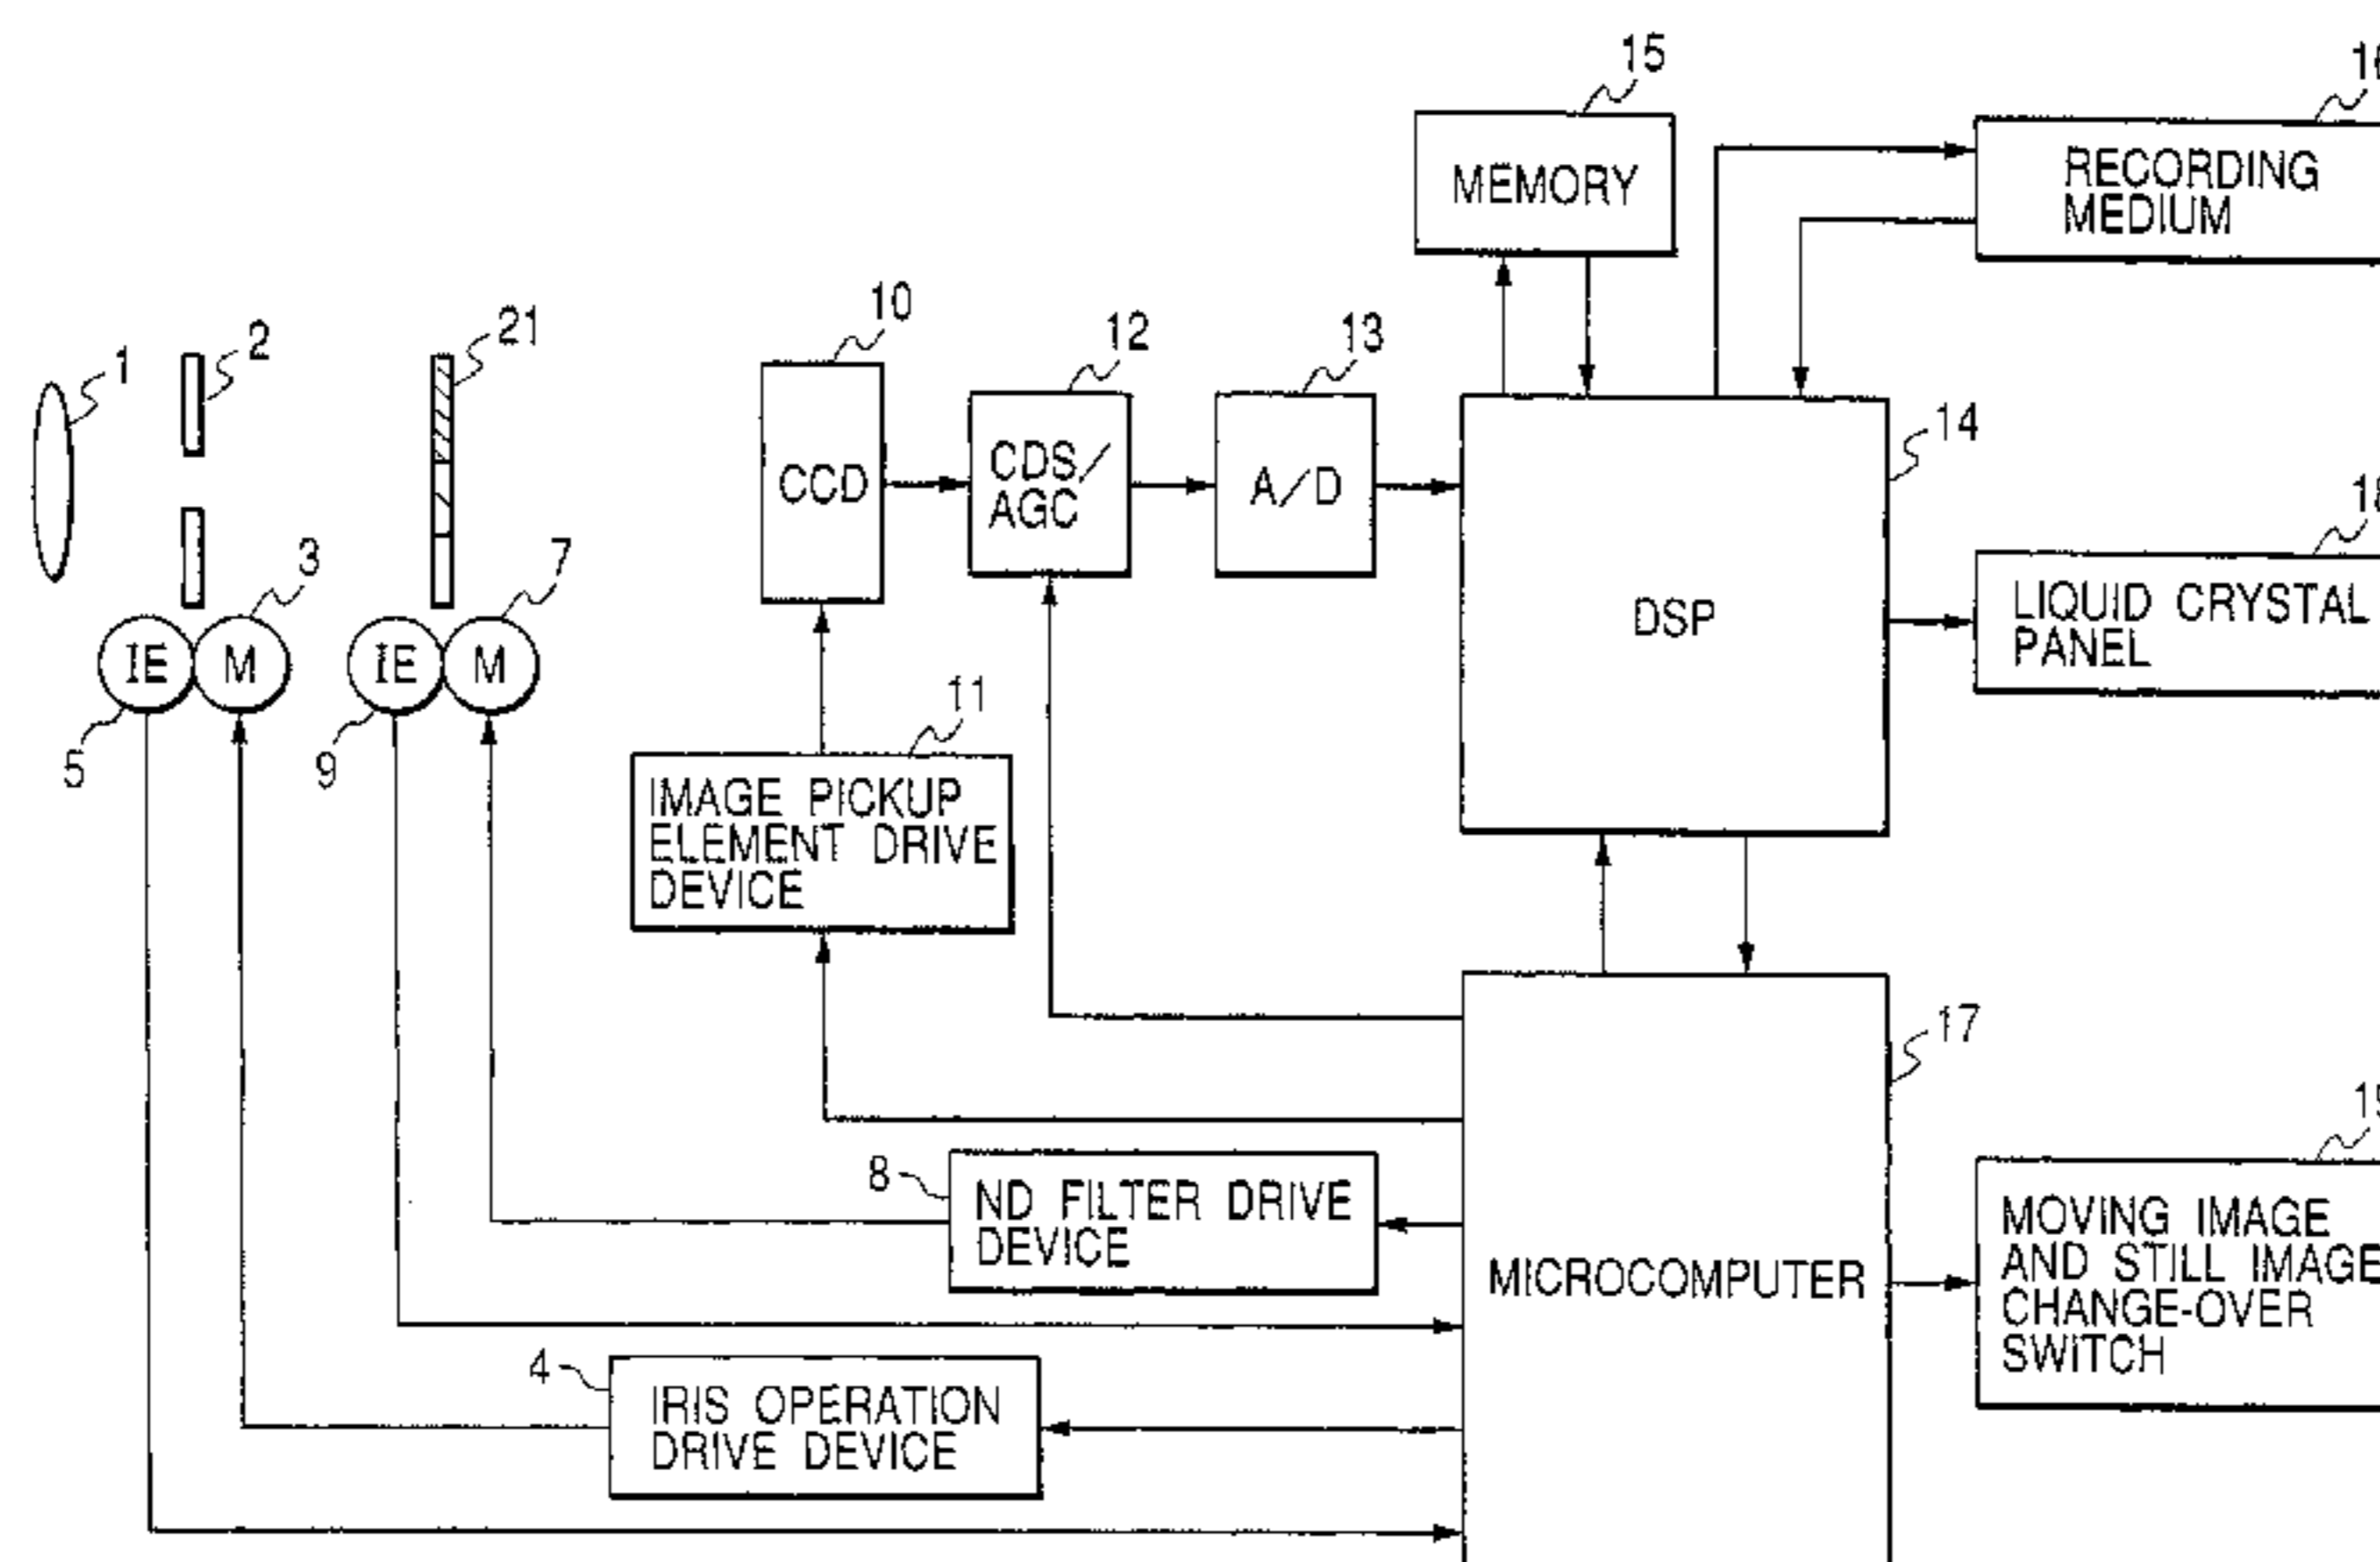 15
MEMORY
RECORDING
MEDIUM
10
12
13
21
2
1
CCD
CDS/
AGC
A/D
14
DSP
LIQUID CRYSTAL
PANEL
3
7
IE
M
IE
M
5
9
11
IMAGE PICKUP
ELEMENT DRIVE
DEVICE
17
8
ND FILTER DRIVE
DEVICE
MICROCOMPUTER
MOVING IMAGE
AND STILL IMAGE
CHANGE-OVER
SWITCH
4
IRIS OPERATION
DRIVE DEVICE